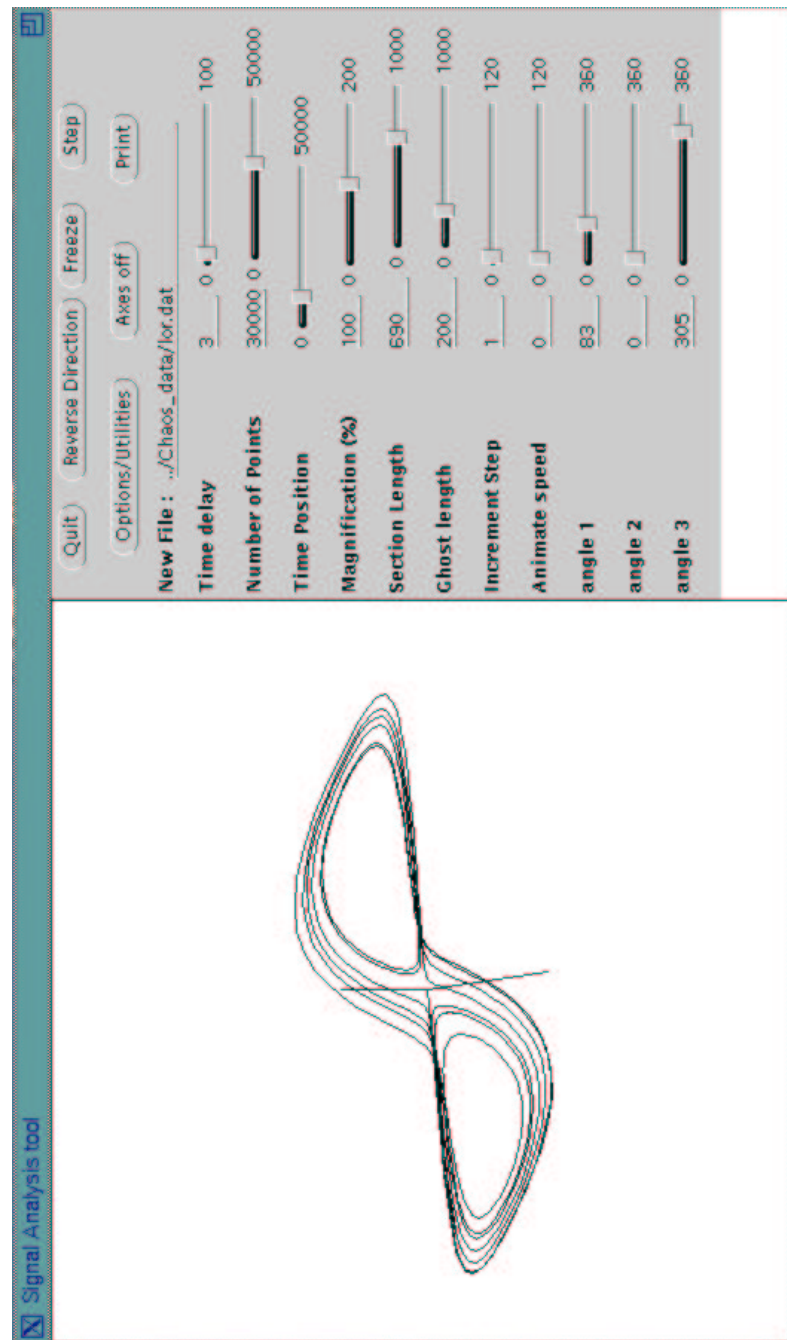 Signal Analysis tool
Quit Reverse Direction Freeze Step
Options/Utilities Axes off Print
New File : ../Chaos_data/lor.dat
Time delay 3 0 100
Number of Points 30000 0 50000
Time Position 0 50000
Magnification (%) 100 0 200
Section Length 690 0 1000
Ghost length 200 0 1000
Increment Step 1 0 120
Animate speed 0 0 120
angle 1 83 0 360
angle 2 0 0 360
angle 3 305 0 360